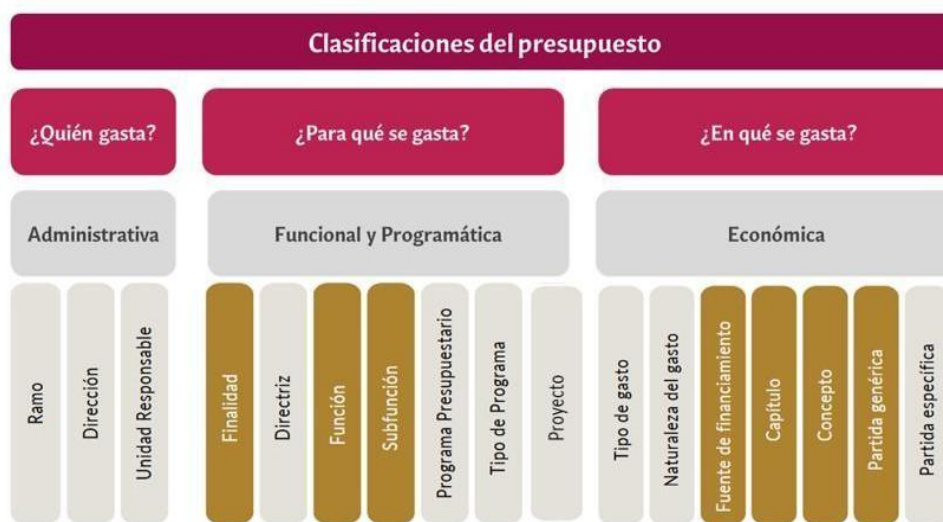 Clasificaciones del presupuesto
¿Quién gasta?
¿Para qué se gasta?
¿En qué se gasta?
Administrativa
Funcional y Programática
Económica
Ramo
Dirección
Unidad Responsable
Finalidad
Directriz
Función
Subfunción
Programa Presupuestario
Tipo de Programa
Proyecto
Tipo de gasto
Naturaleza del gasto
Fuente de financiamiento
Capítulo
Concepto
Partida genérica
Partida específica